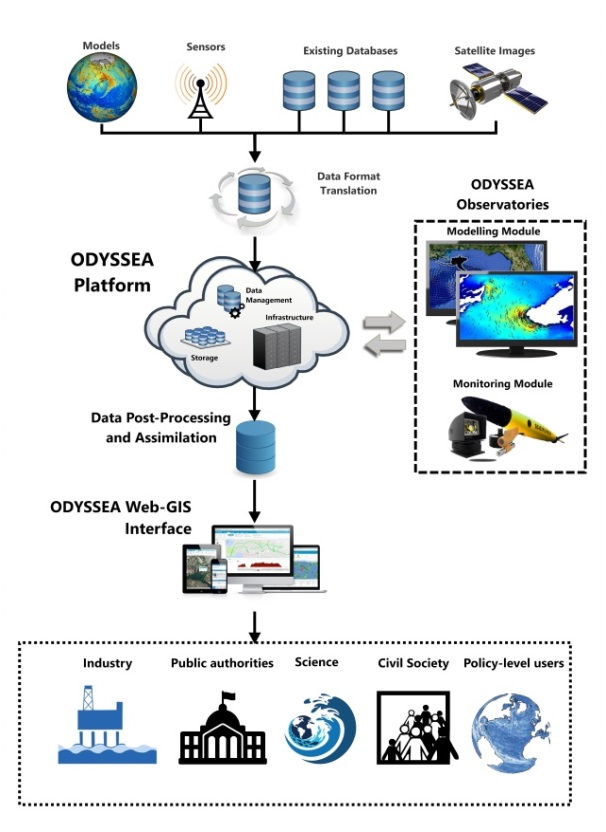 Models
Sensors
Existing Databases
Satellite Images
Data Format
Translation
ODYSSEA
Observatories
Modelling Module
ODYSSEA
Platform
Data
Management
Infrastructure
Storage
Monitoring Module
Data Post-Processing
and Assimilation
ODYSSEA Web-GIS
Interface
Industry
Public authorities
Science
Civil Society
Policy-level users